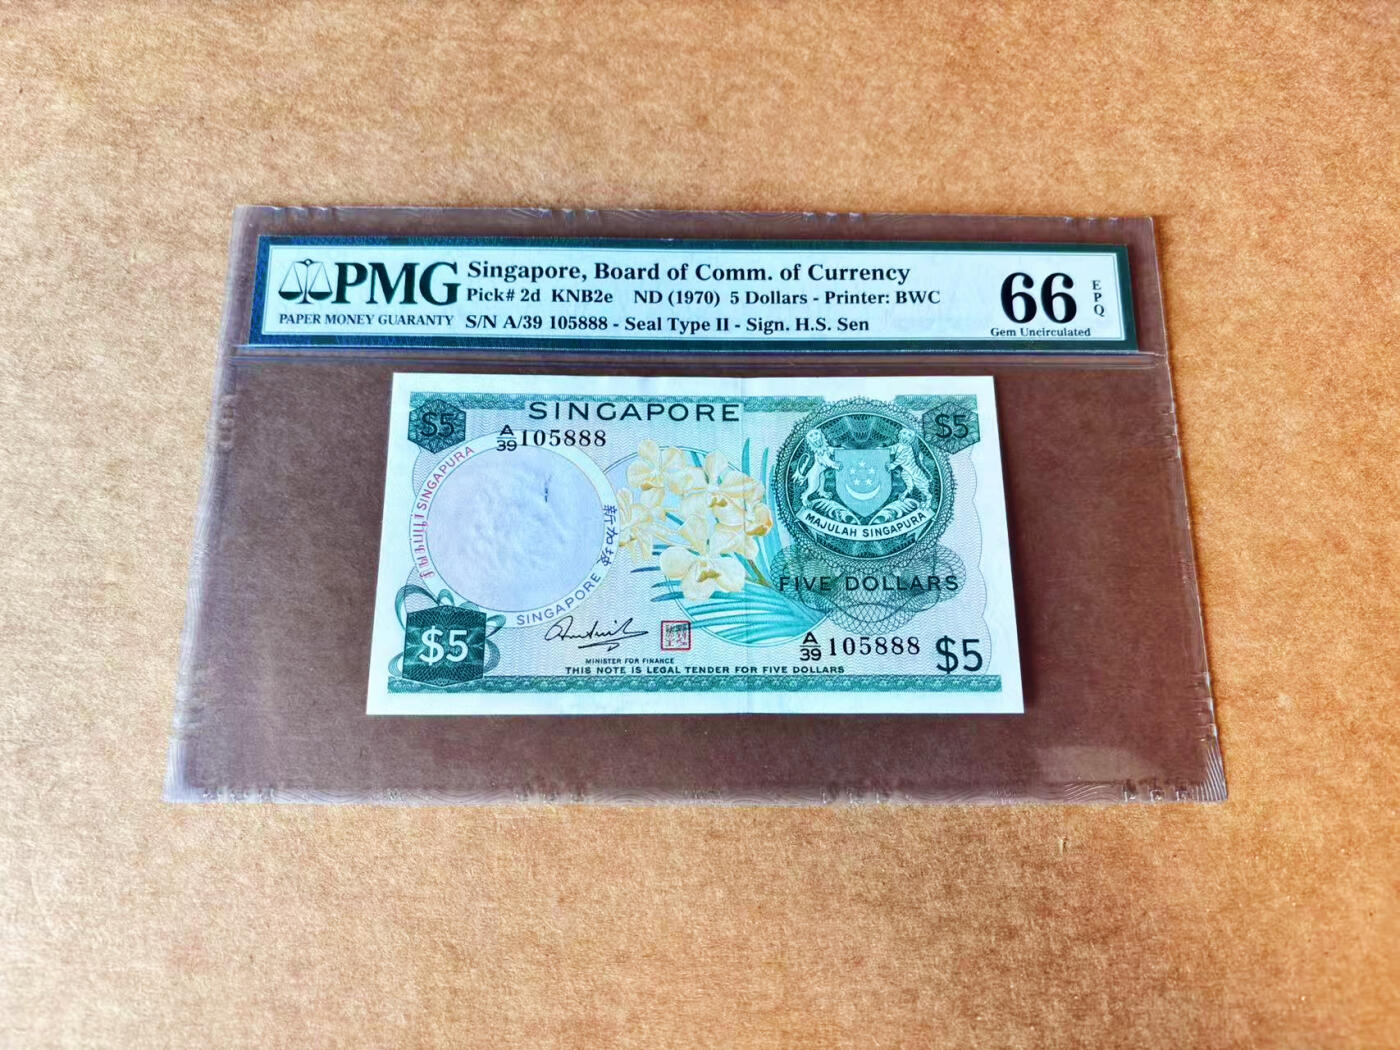 PMG
PAPER MONEY GUARANTY
Singapore, Board of Comm. of Currency
Pick# 2d KNB2e ND (1970) 5 Dollars - Printer: BWC
S/N A/39 105888 - Seal Type II - Sign. H.S. Sen
66
EPQ
Gem Uncirculated
$5
SINGAPORE
$5
A/39 105888
SINGAPURA
新加坡
SINGAPORE
MAJULAH SINGAPURA
FIVE DOLLARS
$5
MINISTER FOR FINANCE
THIS NOTE IS LEGAL TENDER FOR FIVE DOLLARS
A/39 105888
$5